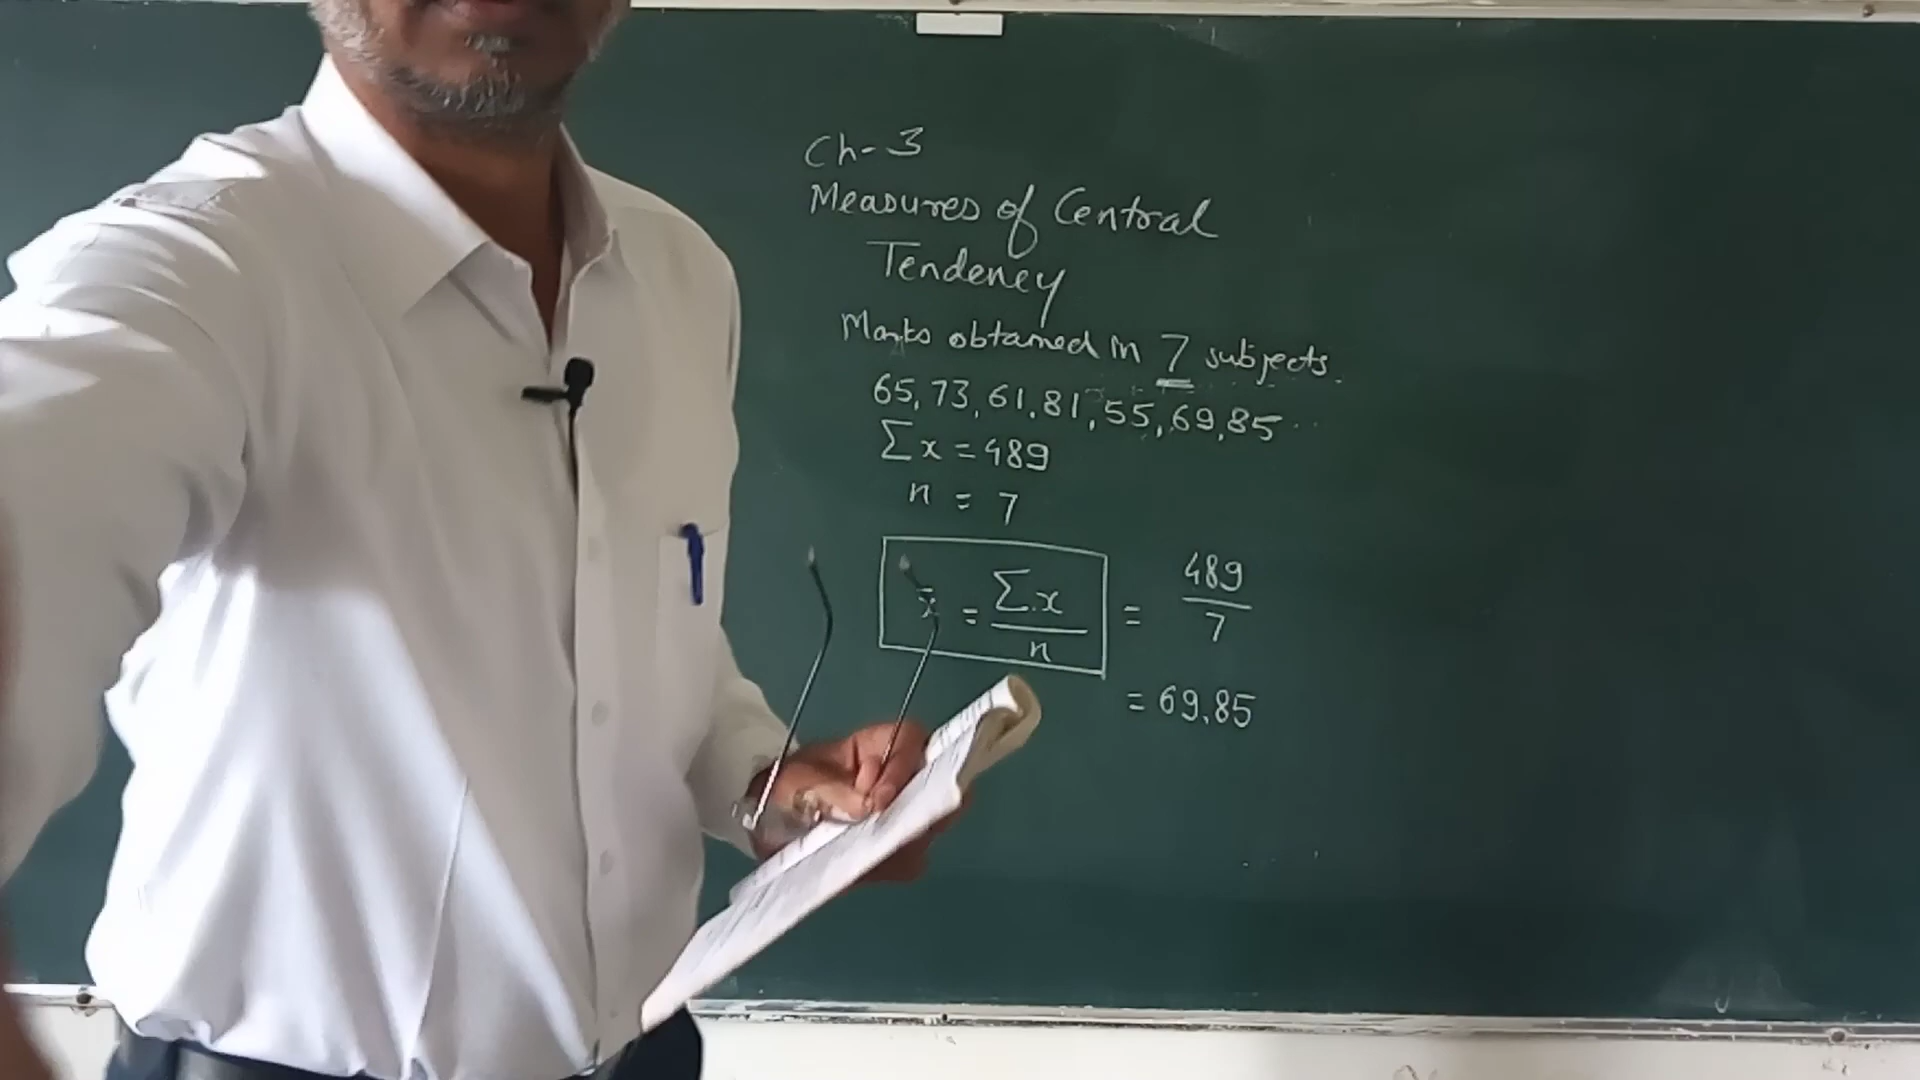 Ch-3
Measures of Central
Tendency
Marks obtained in 7 subjects.
65, 73, 61, 81, 55, 69, 85
Σx = 489
n = 7
x̄ = Σx/n = 489/7
= 69.85